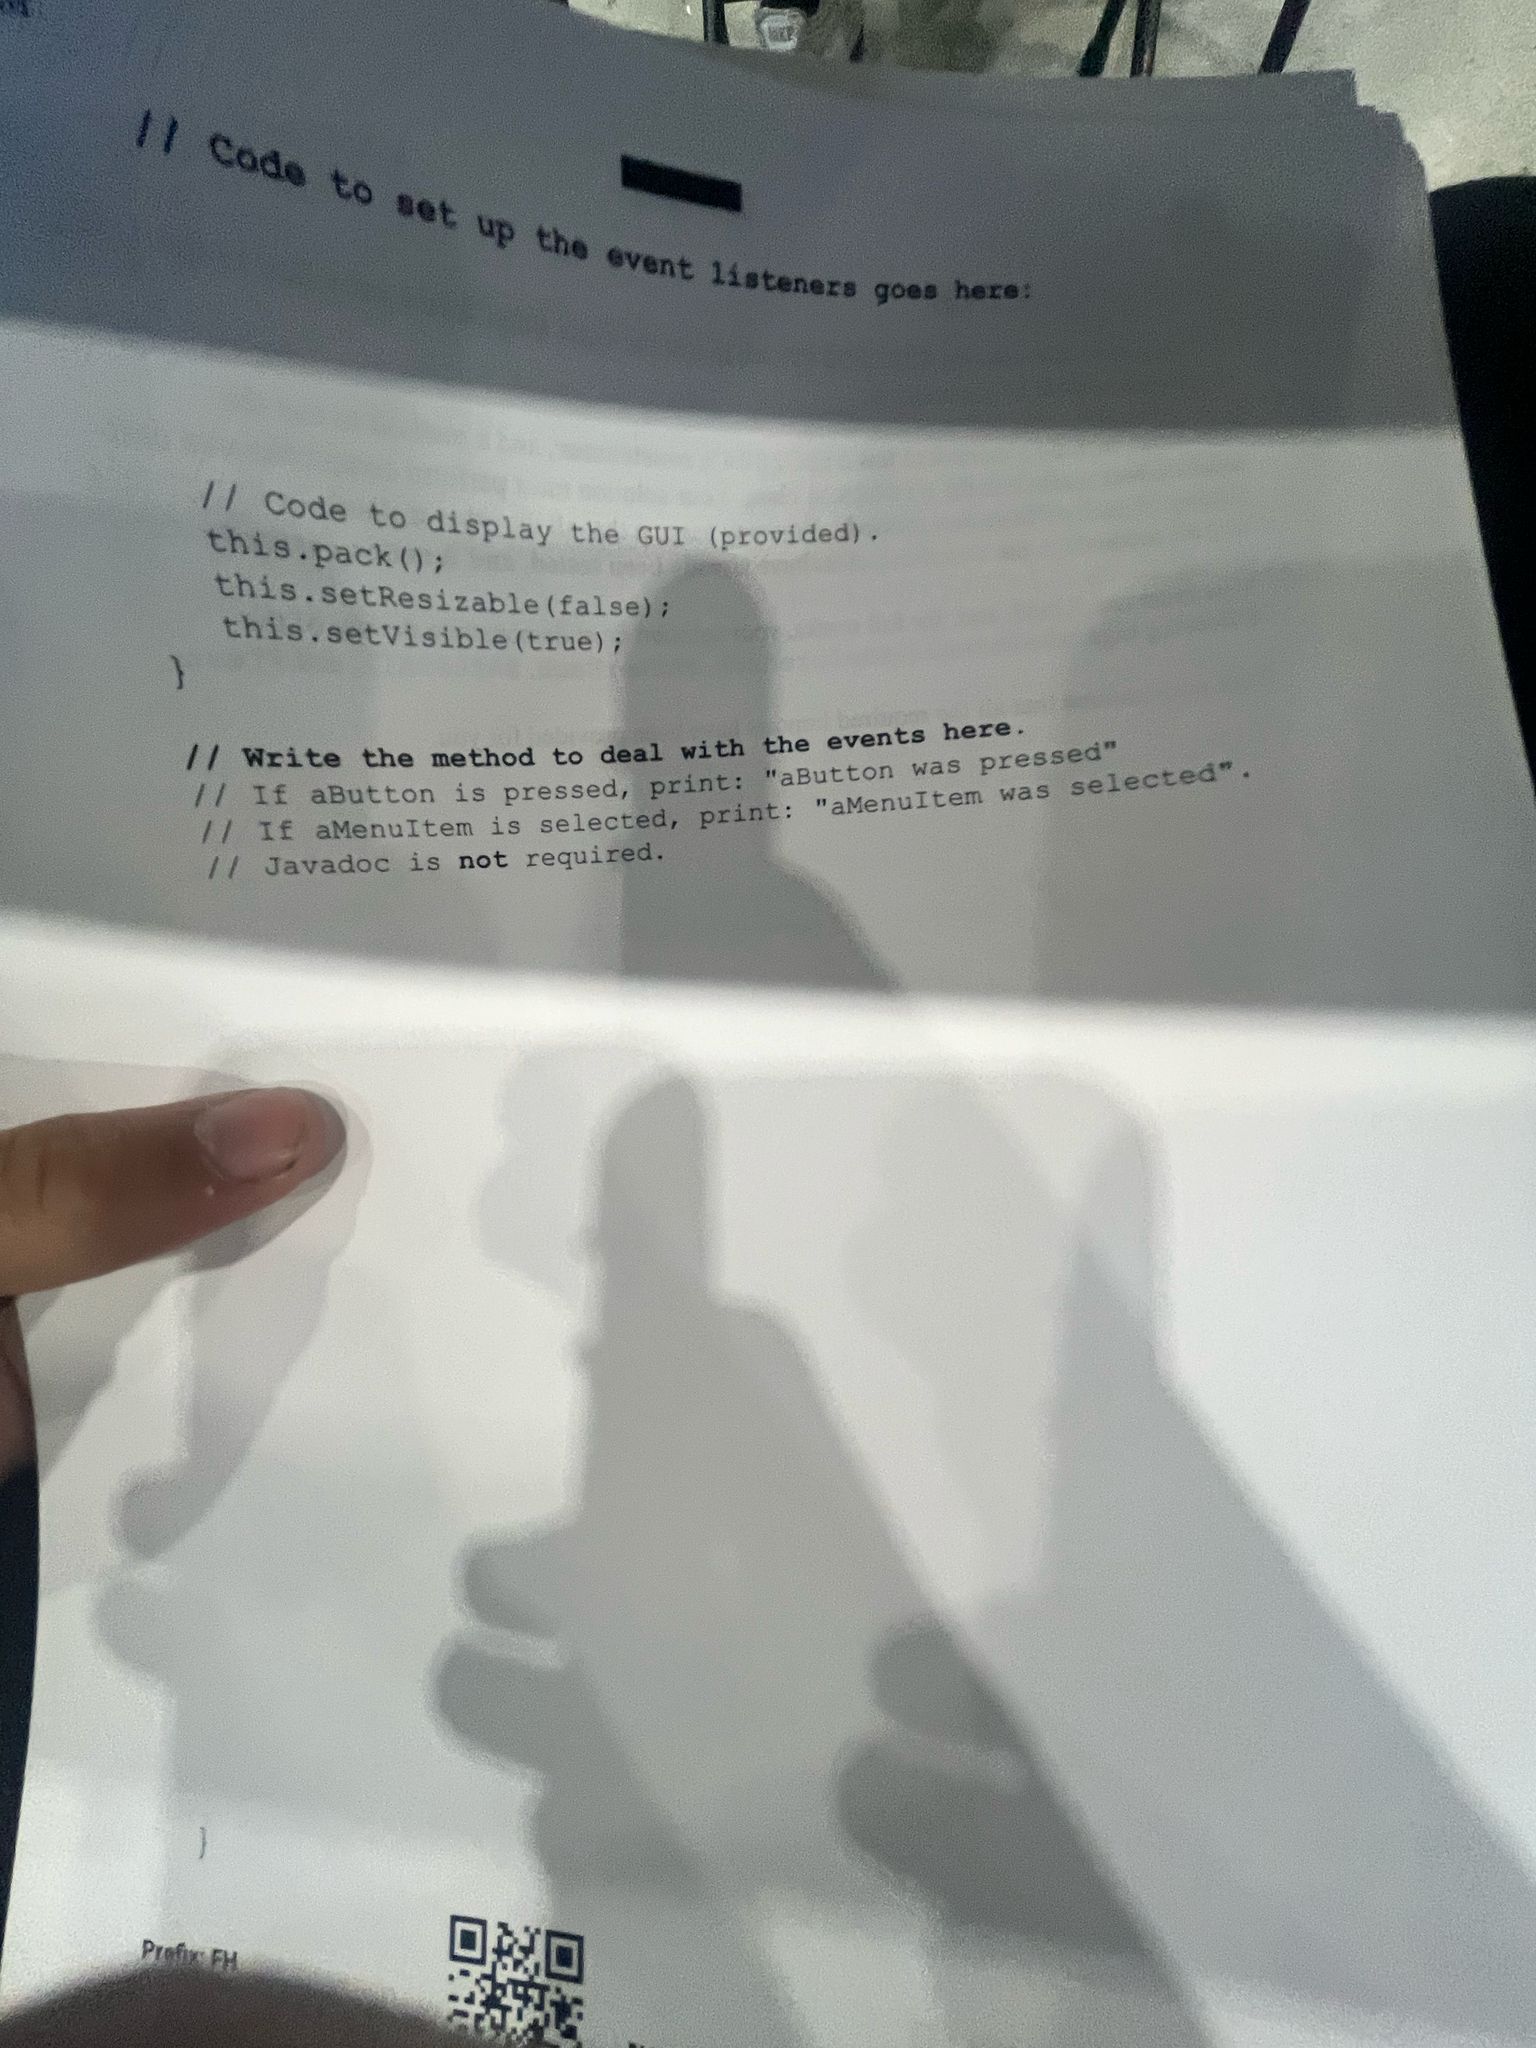 // Code to set up the event listeners goes here:
// Code to display the GUI (provided).
this.pack();
this.setResizable(false);
this.setVisible(true);
}
// Write the method to deal with the events here.
// If aButton is pressed, print: "aButton was pressed"
// If aMenuItem is selected, print: "aMenuItem was selected".
// Javadoc is not required.
}
Prefix: FH